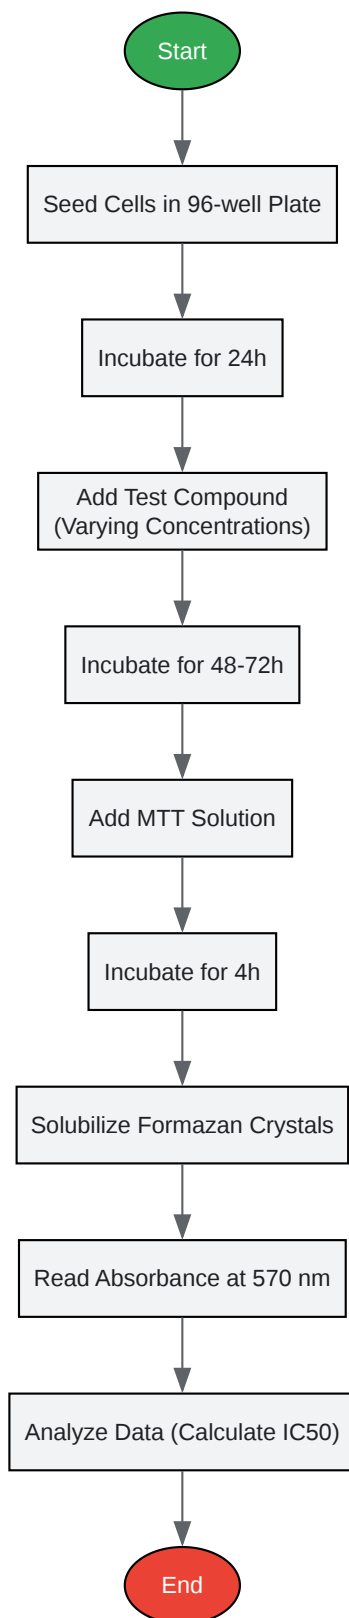 Start
Seed Cells in 96-well Plate
Incubate for 24h
Add Test Compound
(Varying Concentrations)
Incubate for 48-72h
Add MTT Solution
Incubate for 4h
Solubilize Formazan Crystals
Read Absorbance at 570 nm
Analyze Data (Calculate IC50)
End